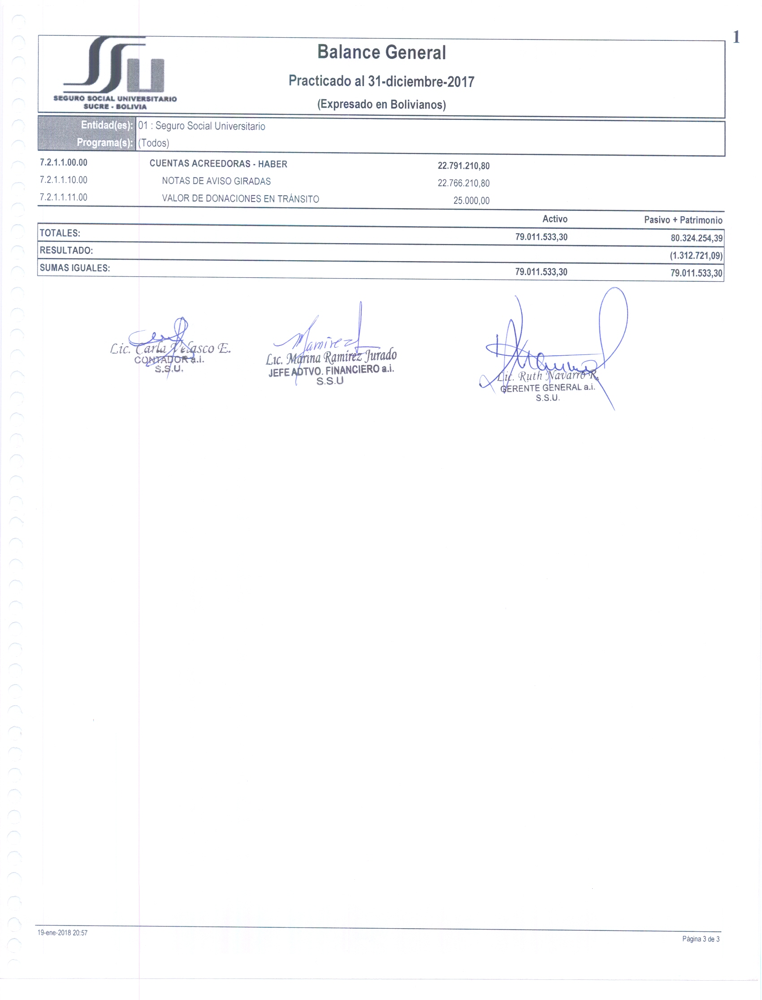 1
SSU
SEGURO SOCIAL UNIVERSITARIO
SUCRE - BOLIVIA
Balance General
Practicado al 31-diciembre-2017
(Expresado en Bolivianos)
Entidad(es): 01 : Seguro Social Universitario
Programa(s): (Todos)
7.2.1.1.00.00 CUENTAS ACREEDORAS - HABER 22.791.210,80
7.2.1.1.10.00 NOTAS DE AVISO GIRADAS 22.766.210,80
7.2.1.1.11.00 VALOR DE DONACIONES EN TRÁNSITO 25.000,00
Activo Pasivo + Patrimonio
TOTALES: 79.011.533,30 80.324.254,39
RESULTADO: (1.312.721,09)
SUMAS IGUALES: 79.011.533,30 79.011.533,30
Lic. Carla Velasco E.
CONTADOR a.i.
S.S.U.
Mamirez
Lic. Marina Ramírez Jurado
JEFE ADTVO. FINANCIERO a.i.
S.S.U
Lic. Ruth Navarro R.
GERENTE GENERAL a.i.
S.S.U.
19-ene-2018 20:57
Página 3 de 3